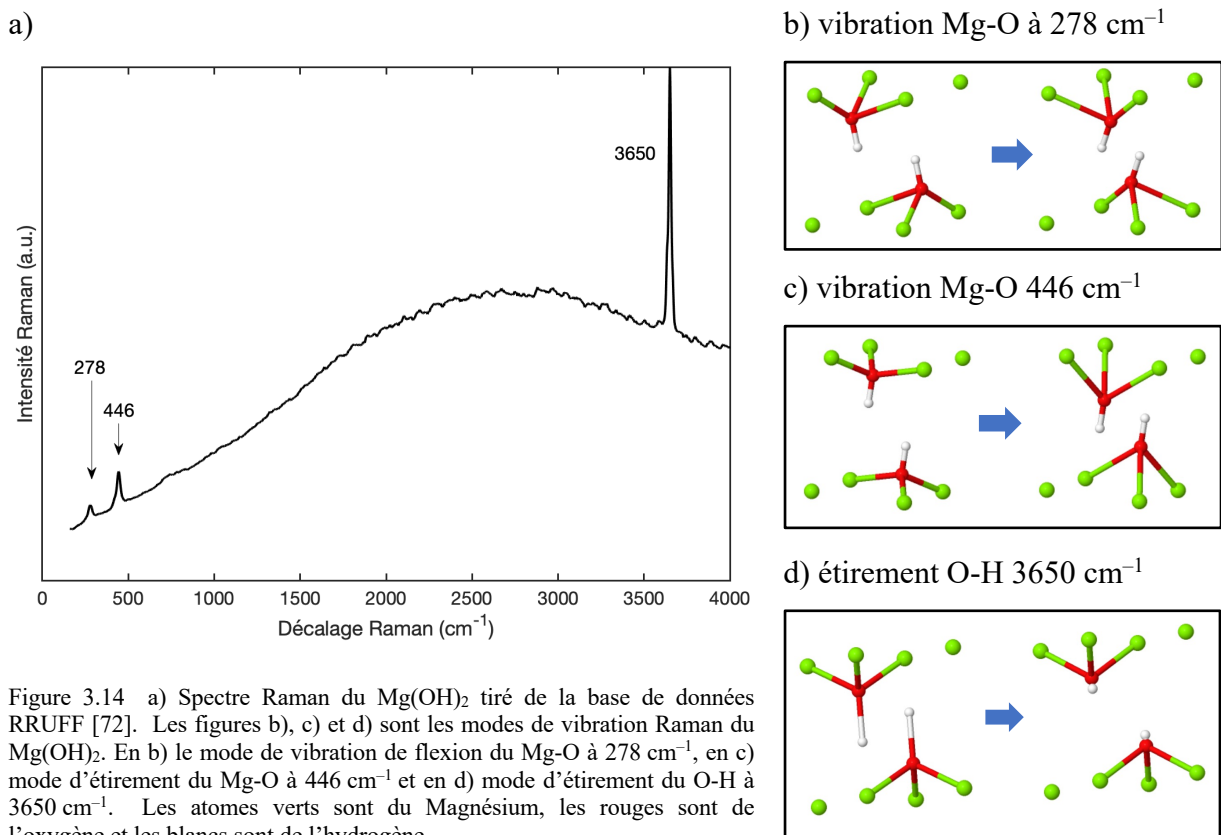 a)
b) vibration Mg-O à 278 cm⁻¹
3650
278
446
Intensité Raman (a.u.)
0 500 1000 1500 2000 2500 3000 3500 4000
Décalage Raman (cm⁻¹)
c) vibration Mg-O 446 cm⁻¹
d) étirement O-H 3650 cm⁻¹
Figure 3.14 a) Spectre Raman du Mg(OH)₂ tiré de la base de données
RRUFF [72]. Les figures b), c) et d) sont les modes de vibration Raman du
Mg(OH)₂. En b) le mode de vibration de flexion du Mg-O à 278 cm⁻¹, en c)
mode d'étirement du Mg-O à 446 cm⁻¹ et en d) mode d'étirement du O-H à
3650 cm⁻¹. Les atomes verts sont du Magnésium, les rouges sont de
l'oxygène et les blancs sont de l'hydrogène